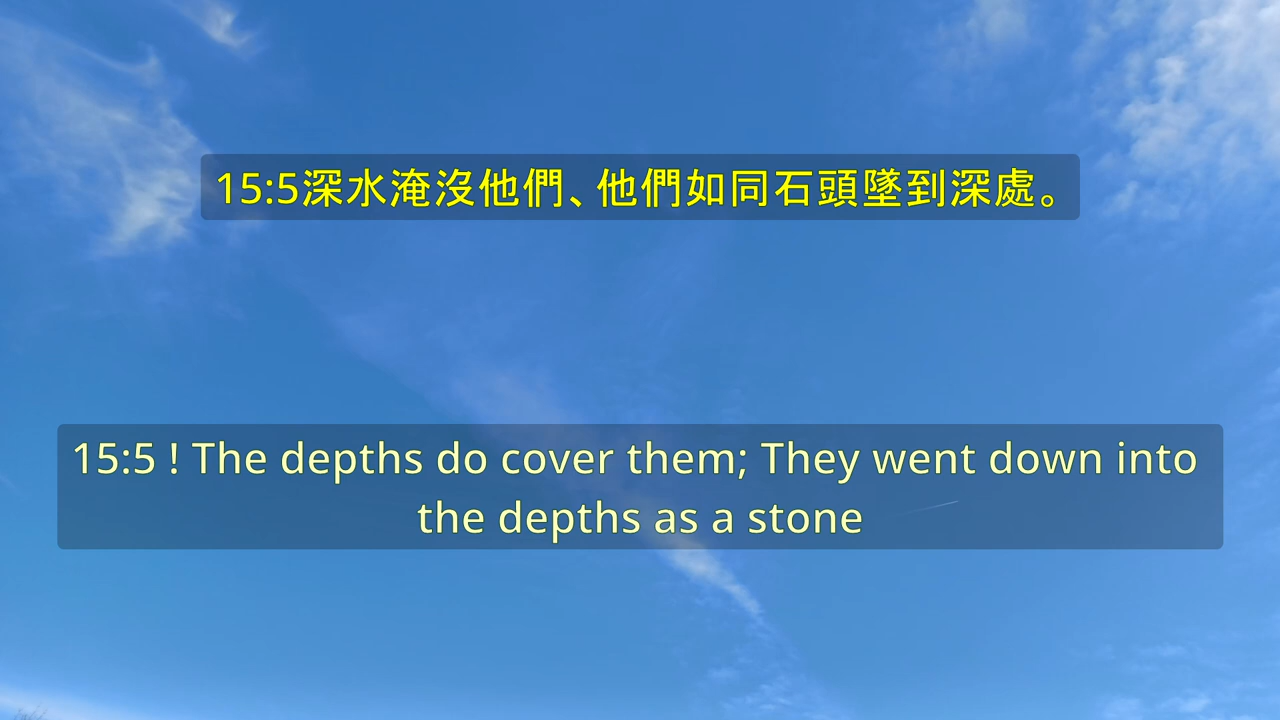 15:5深水淹沒他們、他們如同石頭墜到深處。
15:5 ! The depths do cover them; They went down into
the depths as a stone